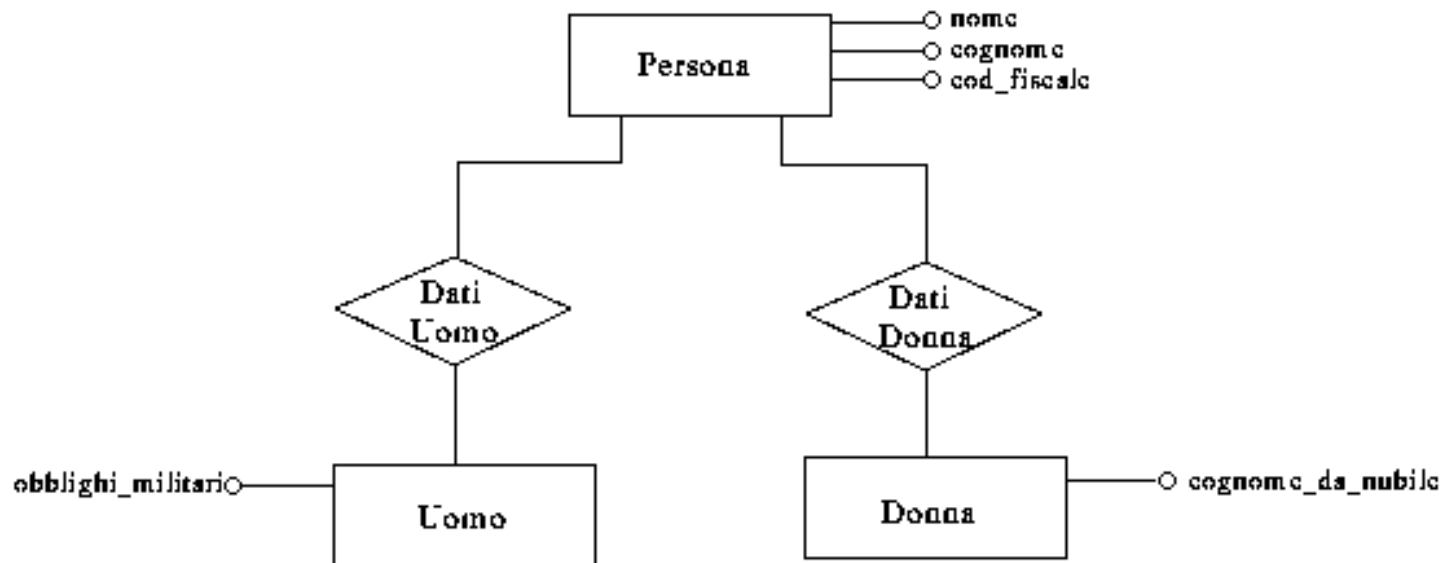 nome
cognome
Persona
cod_fiscale
Dati
Uomo
Dati
Donna
obblighi_militari
cognome_da_nubile
Uomo
Donna